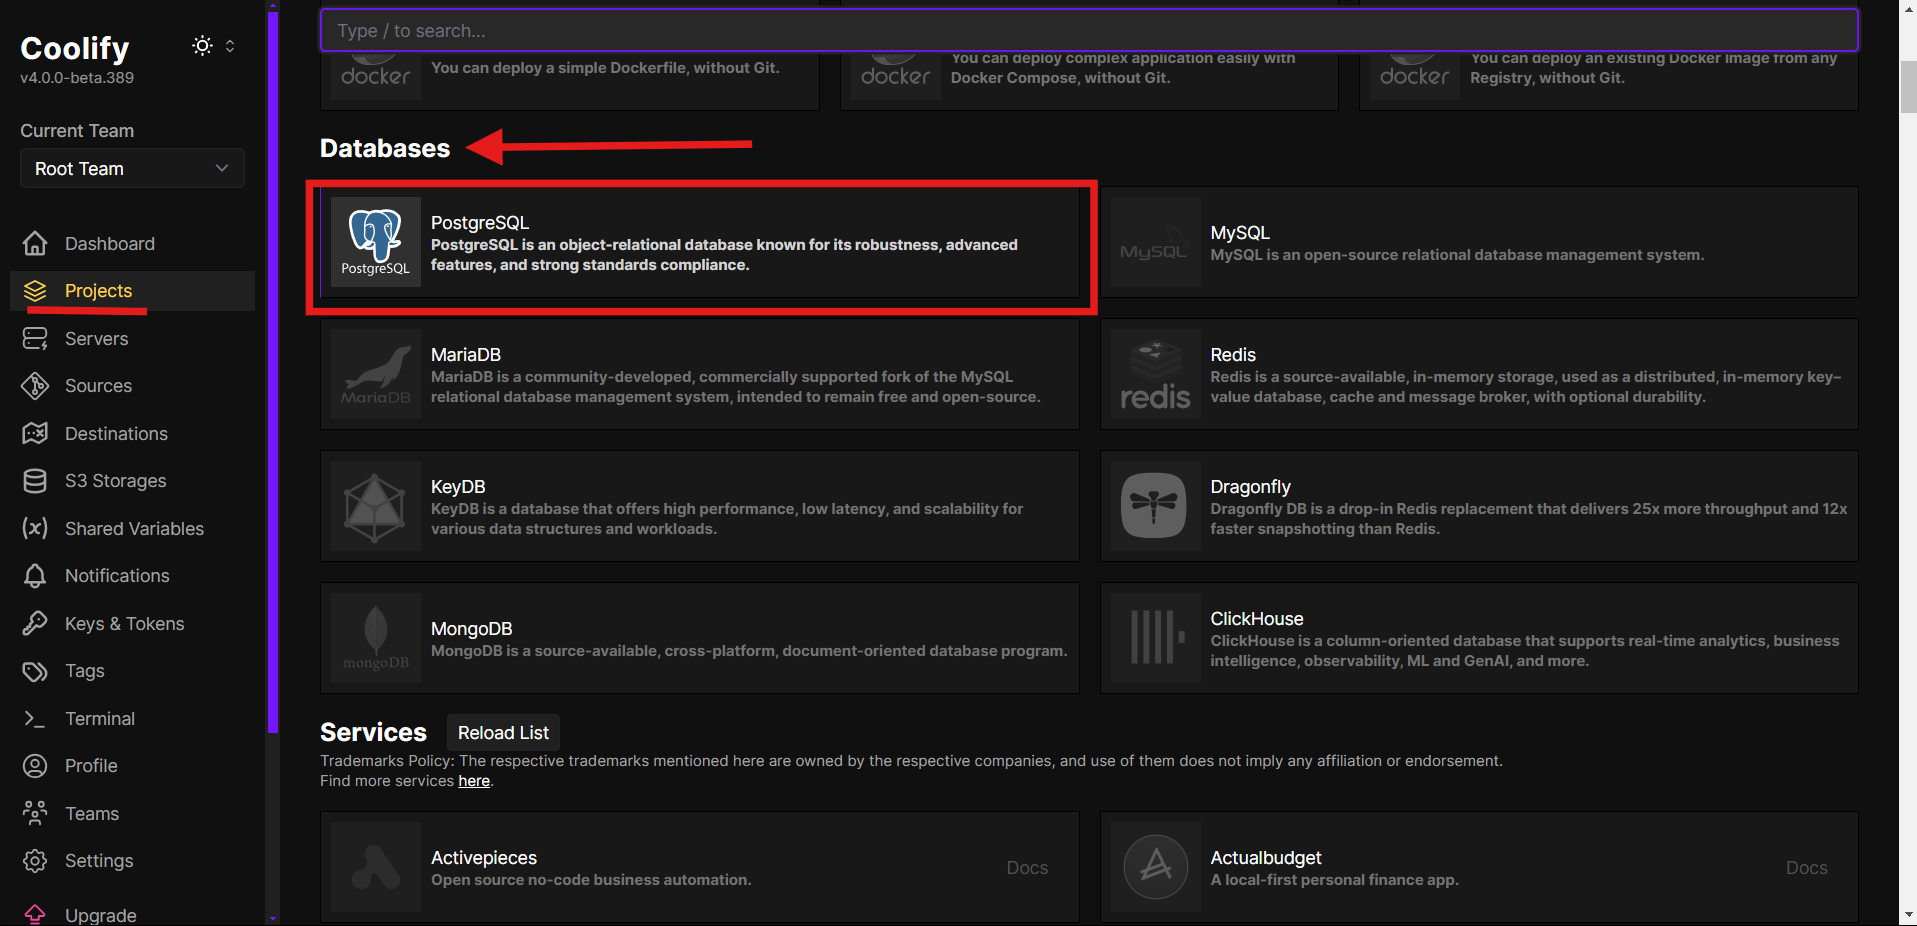 Coolify
v4.0.0-beta.389
Current Team
Root Team
Dashboard
Projects
Servers
Sources
Destinations
S3 Storages
Shared Variables
Notifications
Keys & Tokens
Tags
Terminal
Profile
Teams
Settings
Upgrade
Type / to search...
docker
You can deploy a simple Dockerfile, without Git.
docker
You can deploy complex application easily with
Docker Compose, without Git.
docker
You can deploy an existing Docker Image from any
Registry, without Git.
Databases
PostgreSQL
PostgreSQL
PostgreSQL is an object-relational database known for its robustness, advanced
features, and strong standards compliance.
MySQL
MySQL
MySQL is an open-source relational database management system.
MariaDB
MariaDB
MariaDB is a community-developed, commercially supported fork of the MySQL
relational database management system, intended to remain free and open-source.
redis
Redis
Redis is a source-available, in-memory storage, used as a distributed, in-memory key–
value database, cache and message broker, with optional durability.
KeyDB
KeyDB is a database that offers high performance, low latency, and scalability for
various data structures and workloads.
Dragonfly
Dragonfly DB is a drop-in Redis replacement that delivers 25x more throughput and 12x
faster snapshotting than Redis.
mongoDB
MongoDB
MongoDB is a source-available, cross-platform, document-oriented database program.
ClickHouse
ClickHouse is a column-oriented database that supports real-time analytics, business
intelligence, observability, ML and GenAI, and more.
Services
Reload List
Trademarks Policy: The respective trademarks mentioned here are owned by the respective companies, and use of them does not imply any affiliation or endorsement.
Find more services here.
Activepieces
Open source no-code business automation.
Docs
Actualbudget
A local-first personal finance app.
Docs